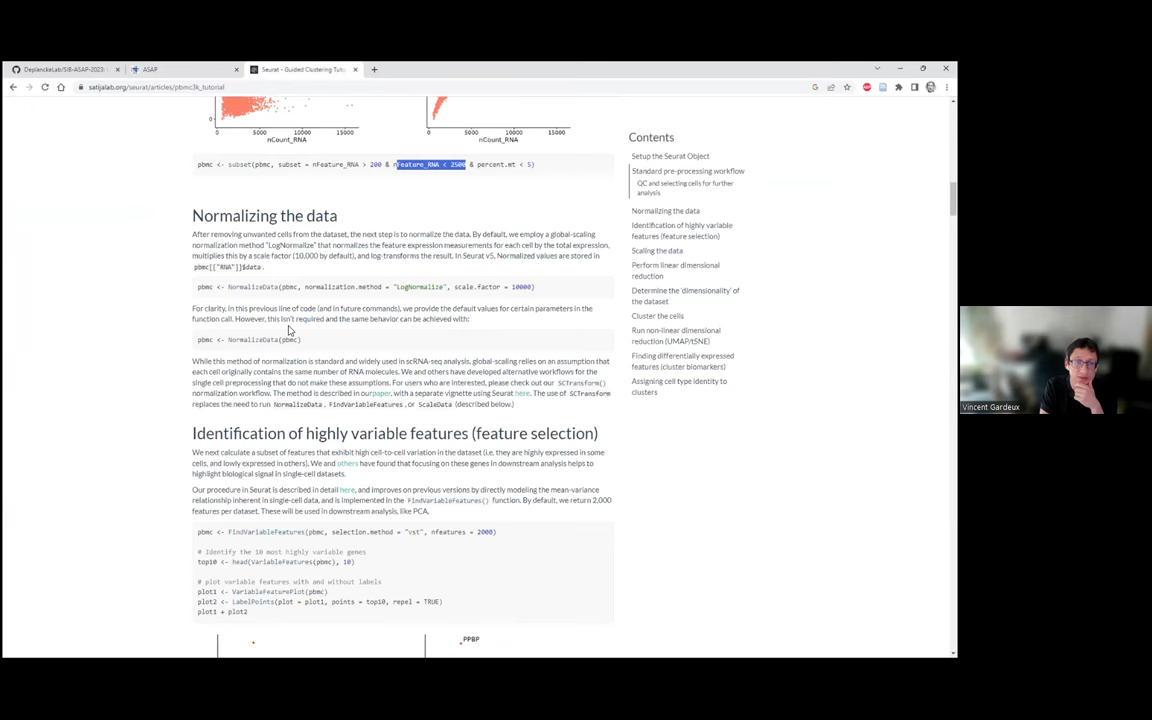 DeplanckeLab/SIB-ASAP-2023:
ASAP
Seurat - Guided Clustering Tuto
satijalab.org/seurat/articles/pbmc3k_tutorial
0
0 5000 10000 15000
nCount_RNA
0 5000 10000 15000
nCount_RNA
pbmc <- subset(pbmc, subset = nFeature_RNA > 200 & nFeature_RNA < 2500 & percent.mt < 5)
Normalizing the data
After removing unwanted cells from the dataset, the next step is to normalize the data. By default, we employ a global-scaling
normalization method "LogNormalize" that normalizes the feature expression measurements for each cell by the total expression,
multiplies this by a scale factor (10,000 by default), and log-transforms the result. In Seurat v5, Normalized values are stored in
pbmc[["RNA"]]$data .
pbmc <- NormalizeData(pbmc, normalization.method = "LogNormalize", scale.factor = 10000)
For clarity, in this previous line of code (and in future commands), we provide the default values for certain parameters in the
function call. However, this isn't required and the same behavior can be achieved with:
pbmc <- NormalizeData(pbmc)
While this method of normalization is standard and widely used in scRNA-seq analysis, global-scaling relies on an assumption that
each cell originally contains the same number of RNA molecules. We and others have developed alternative workflows for the
single cell preprocessing that do not make these assumptions. For users who are interested, please check out our SCTransform()
normalization workflow. The method is described in ourpaper, with a separate vignette using Seurat here. The use of SCTransform
replaces the need to run NormalizeData , FindVariableFeatures , or ScaleData (described below.)
Identification of highly variable features (feature selection)
We next calculate a subset of features that exhibit high cell-to-cell variation in the dataset (i.e, they are highly expressed in some
cells, and lowly expressed in others). We and others have found that focusing on these genes in downstream analysis helps to
highlight biological signal in single-cell datasets.
Our procedure in Seurat is described in detail here, and improves on previous versions by directly modeling the mean-variance
relationship inherent in single-cell data, and is implemented in the FindVariableFeatures() function. By default, we return 2,000
features per dataset. These will be used in downstream analysis, like PCA.
pbmc <- FindVariableFeatures(pbmc, selection.method = "vst", nfeatures = 2000)
# Identify the 10 most highly variable genes
top10 <- head(VariableFeatures(pbmc), 10)
# plot variable features with and without labels
plot1 <- VariableFeaturePlot(pbmc)
plot2 <- LabelPoints(plot = plot1, points = top10, repel = TRUE)
plot1 + plot2
PPBP
Contents
Setup the Seurat Object
Standard pre-processing workflow
QC and selecting cells for further
analysis
Normalizing the data
Identification of highly variable
features (feature selection)
Scaling the data
Perform linear dimensional
reduction
Determine the 'dimensionality' of
the dataset
Cluster the cells
Run non-linear dimensional
reduction (UMAP/tSNE)
Finding differentially expressed
features (cluster biomarkers)
Assigning cell type identity to
clusters
Vincent Gardeux